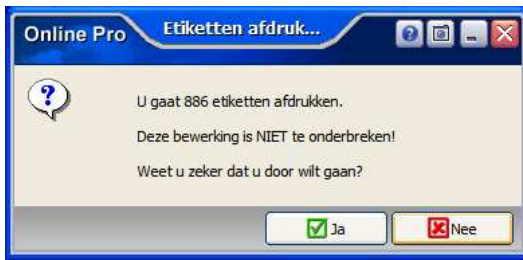 Online Pro Etiketten afdruk...
U gaat 886 etiketten afdrukken.
Deze bewerking is NIET te onderbreken!
Weet u zeker dat u door wilt gaan?
Ja Nee